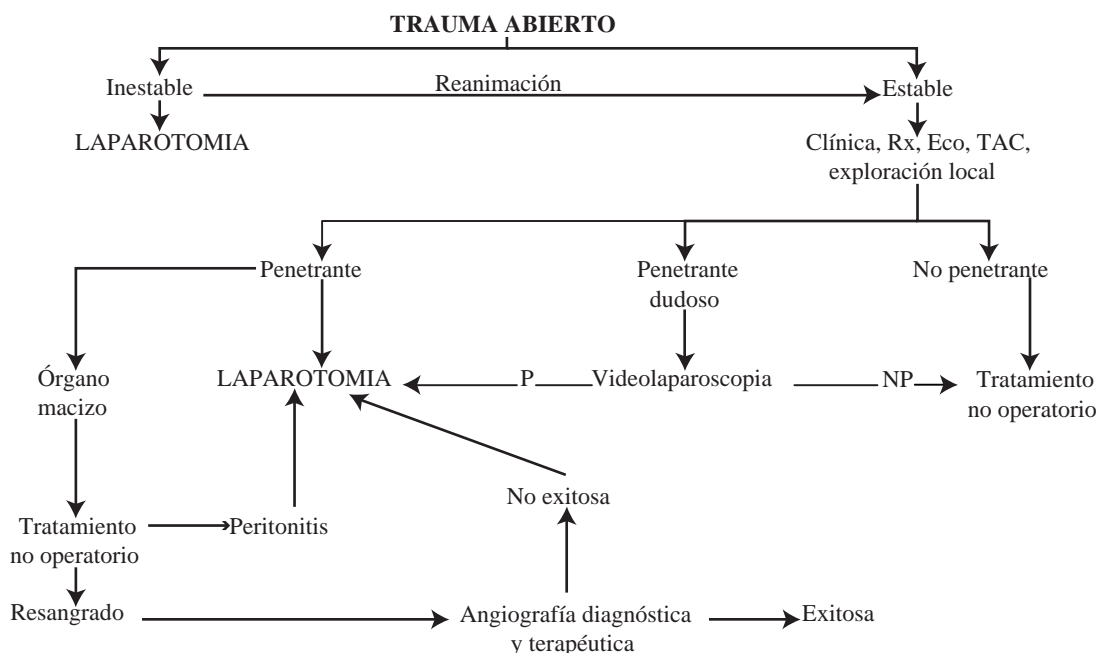 TRAUMA ABIERTO
Inestable
Reanimación
Estable
LAPAROTOMIA
Clínica, Rx, Eco, TAC,
exploración local
Penetrante
Penetrante
dudoso
No penetrante
Órgano
macizo
LAPAROTOMIA
P
Videolaparoscopia
NP
Tratamiento
no operatorio
No exitosa
Tratamiento
no operatorio
Peritonitis
Resangrado
Angiografía diagnóstica
y terapéutica
Exitosa